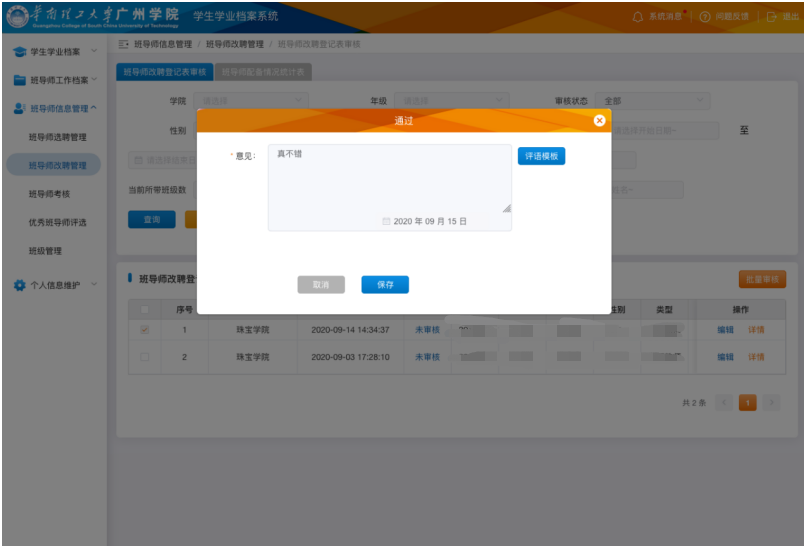 华南理工大学广州学院 学生学业档案系统 系统消息 问题反馈 退出
Guangzhou College of South China University of Technology
学生学业档案
班导师工作档案
班导师信息管理
班导师选聘管理
班导师改聘管理
班导师考核
优秀班导师评选
班级管理
个人信息维护
班导师信息管理 / 班导师改聘管理 / 班导师改聘登记表审核
班导师改聘登记表审核 班导师配备情况统计表
学院 请选择 年级 请选择 审核状态 全部
性别 请选择开始日期~ 至
当前所带班级数
查询
通过
*意见: 真不错 评语模板
2020 年 09 月 15 日
取消 保存
班导师改聘登 批量审核
序号 性别 类型 操作
1 珠宝学院 2020-09-14 14:34:37 未审核 编辑 详情
2 珠宝学院 2020-09-03 17:28:10 未审核 编辑 详情
共 2 条 < 1 >